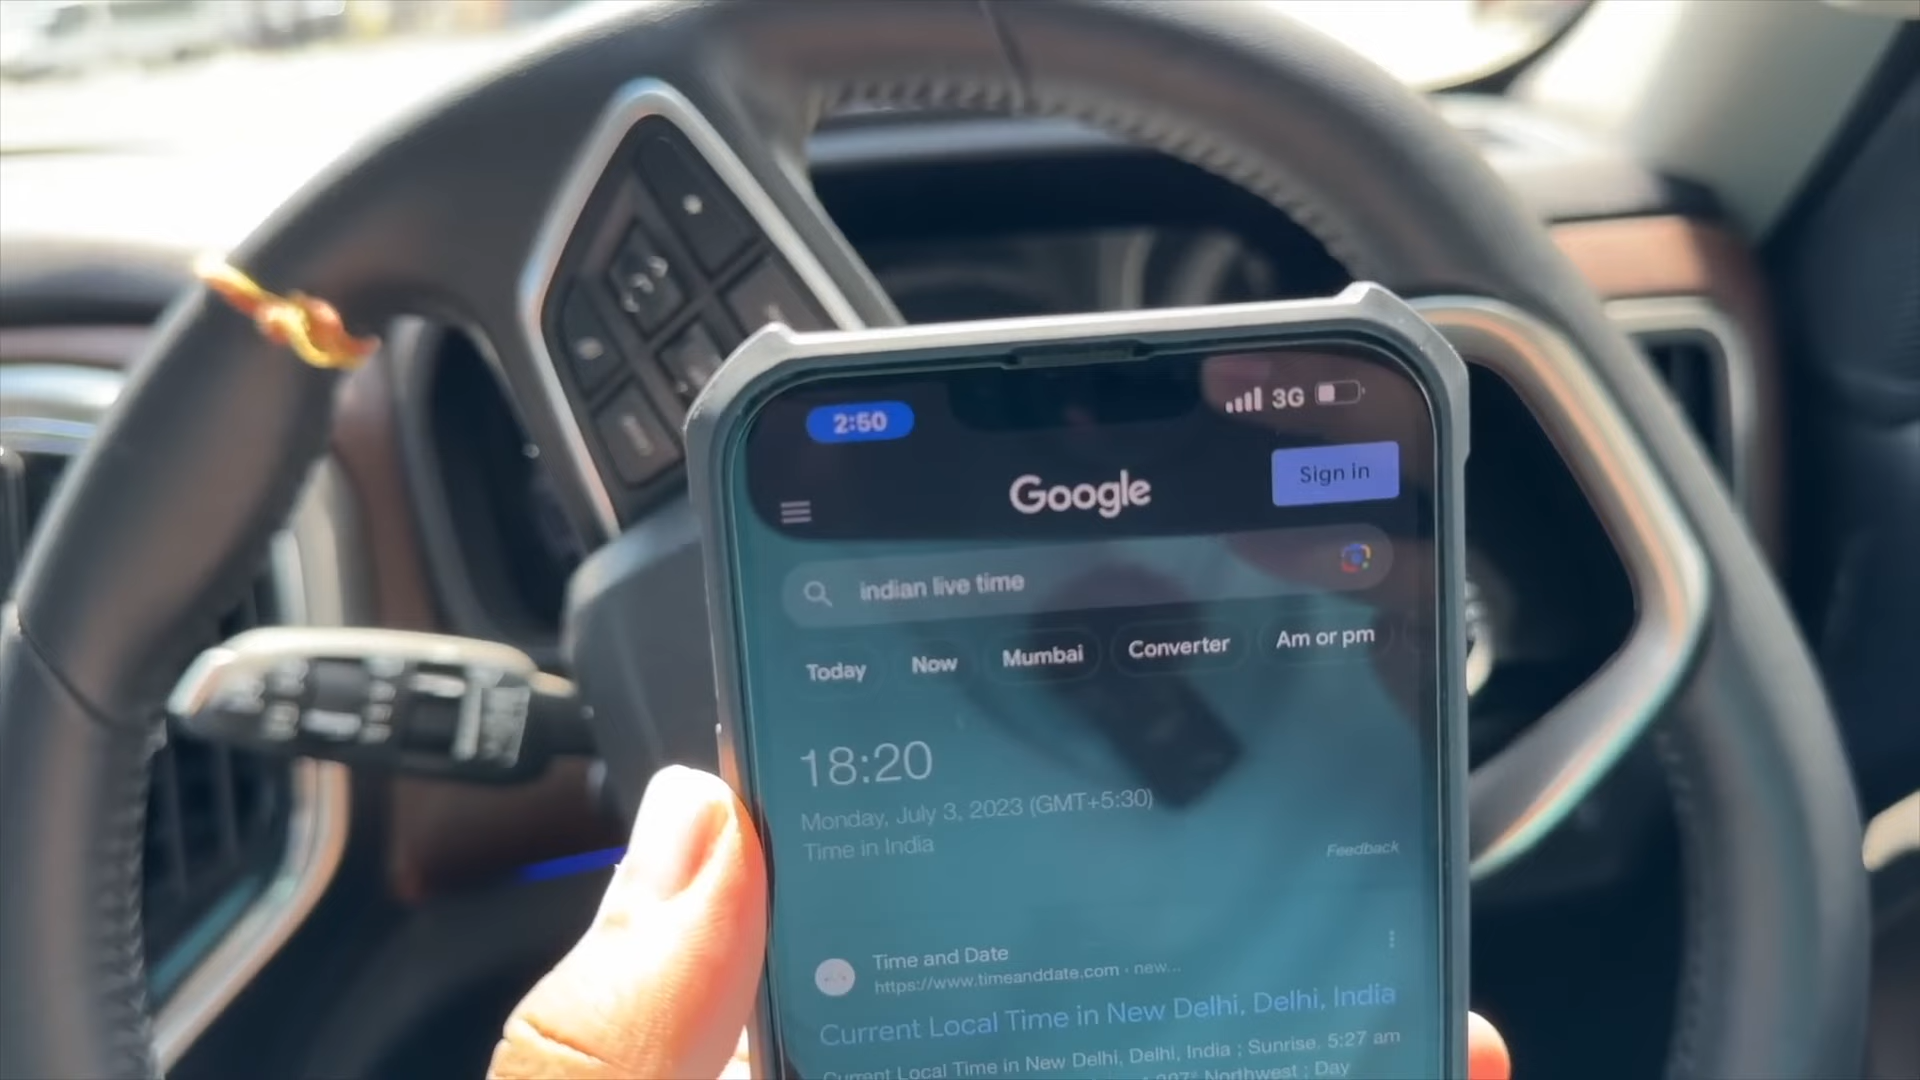 2:50
3G
Google
Sign in
indian live time
Today
Now
Mumbai
Converter
Am or pm
18:20
Monday, July 3, 2023 (GMT+5:30)
Time in India
Feedback
Time and Date
https://www.timeanddate.com › new...
Current Local Time in New Delhi, Delhi, India
Current Local Time in New Delhi, Delhi, India ; Sunrise. 5:27 am
Northwest ; Day